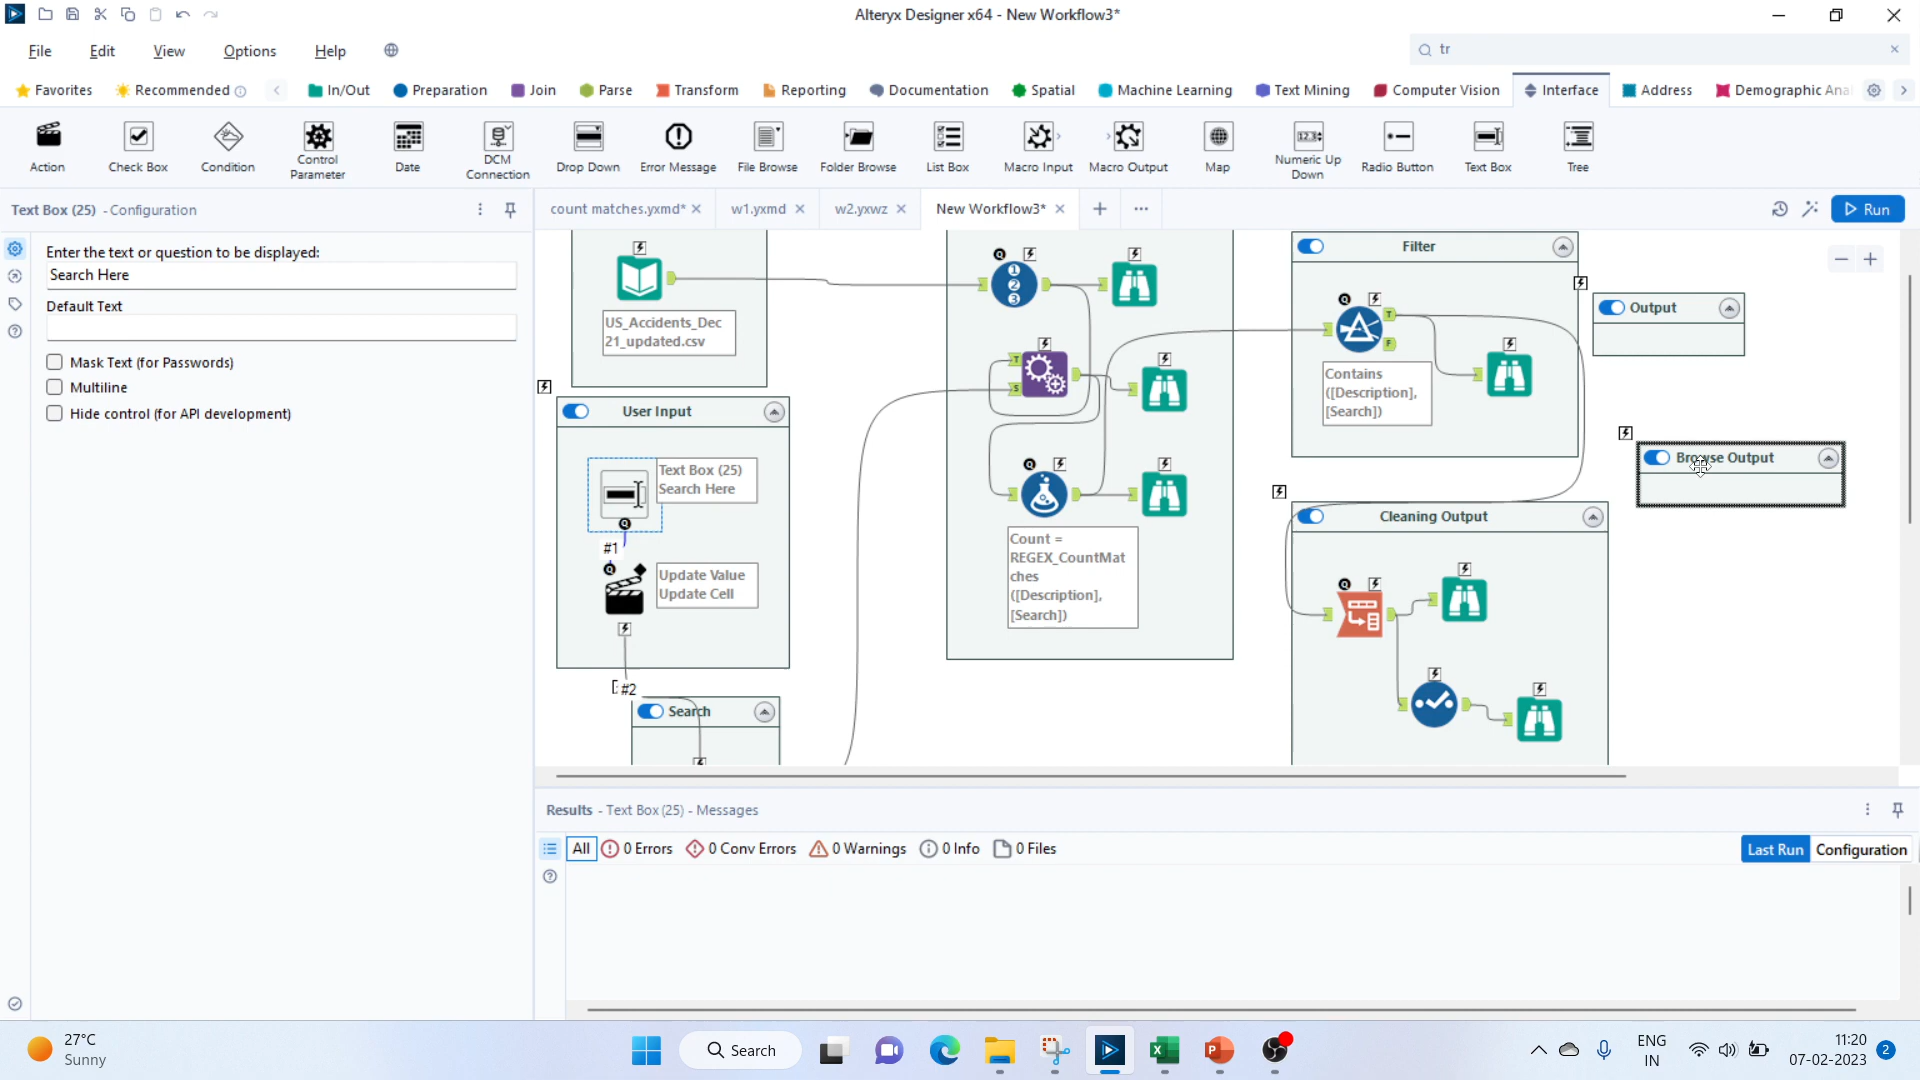 Alteryx Designer x64 - New Workflow3*
File Edit View Options Help
tr
Favorites Recommended In/Out Preparation Join Parse Transform Reporting Documentation Spatial Machine Learning Text Mining Computer Vision Interface Address Demographic Ana
Action Check Box Condition Control Parameter Date DCM Connection Drop Down Error Message File Browse Folder Browse List Box Macro Input Macro Output Map Numeric Up Down Radio Button Text Box Tree
Text Box (25) - Configuration
count matches.yxmd* w1.yxmd w2.yxwz New Workflow3*
Run
Enter the text or question to be displayed:
Search Here
Default Text
Mask Text (for Passwords)
Multiline
Hide control (for API development)
US_Accidents_Dec
21_updated.csv
User Input
Text Box (25)
Search Here
#1
Update Value
Update Cell
#2
Search
1
2
3
T
S
Count =
REGEX_CountMat
ches
([Description],
[Search])
Filter
T
F
Contains
([Description],
[Search])
Output
Browse Output
Cleaning Output
Results - Text Box (25) - Messages
All 0 Errors 0 Conv Errors 0 Warnings 0 Info 0 Files
Last Run Configuration
27°C
Sunny
Search
ENG
IN
11:20
07-02-2023
2